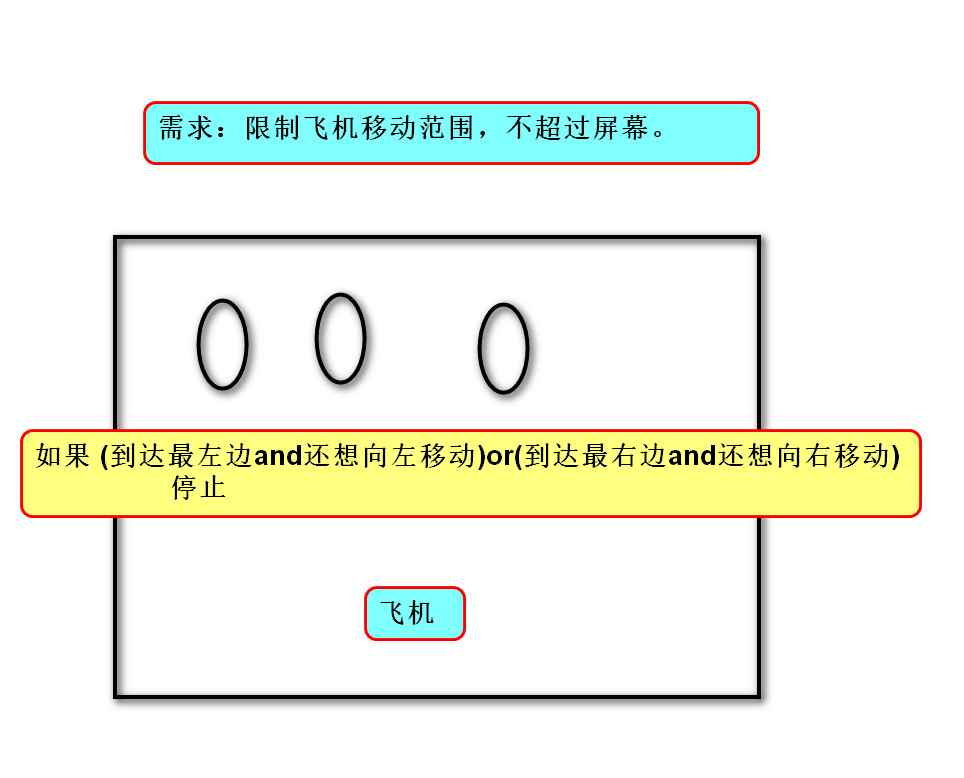 需求：限制飞机移动范围，不超过屏幕。
如果 (到达最左边and还想向左移动)or(到达最右边and还想向右移动)
停止
飞机